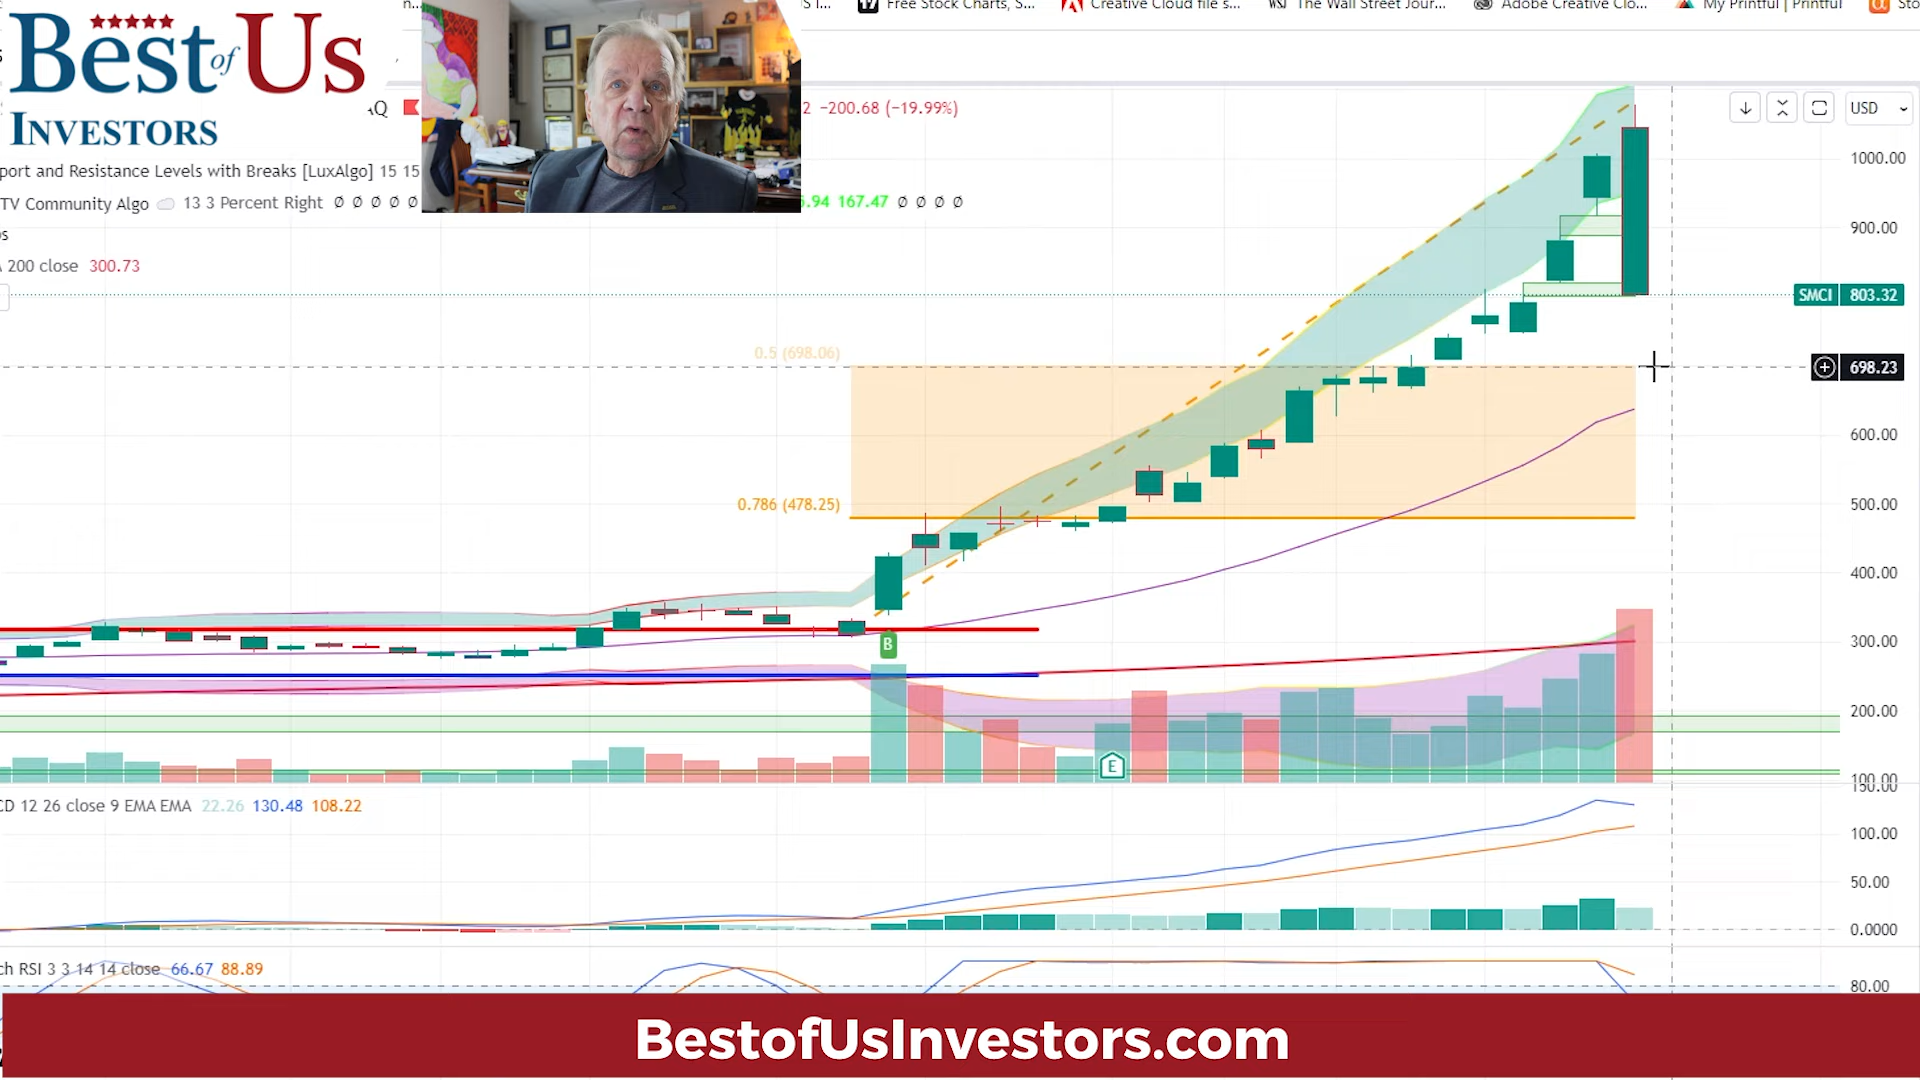 Best of Us
INVESTORS
Free Stock Charts, S...
Creative Cloud file s...
The Wall Street Jour...
Adobe Creative Clo...
My Printful | Printful
Sto
AQ
2 −200.68 (−19.99%)
USD
port and Resistance Levels with Breaks [LuxAlgo] 15 15
TV Community Algo 13 3 Percent Right Ø Ø Ø Ø Ø
.94 167.47 Ø Ø Ø Ø
200 close 300.73
1000.00
900.00
SMCI 803.32
0.5 (698.06)
698.23
600.00
0.786 (478.25)
500.00
400.00
B
300.00
200.00
E
100.00
150.00
CD 12 26 close 9 EMA EMA 22.26 130.48 108.22
100.00
50.00
0.0000
ch RSI 3 3 14 14 close 66.67 88.89
80.00
BestofUsInvestors.com